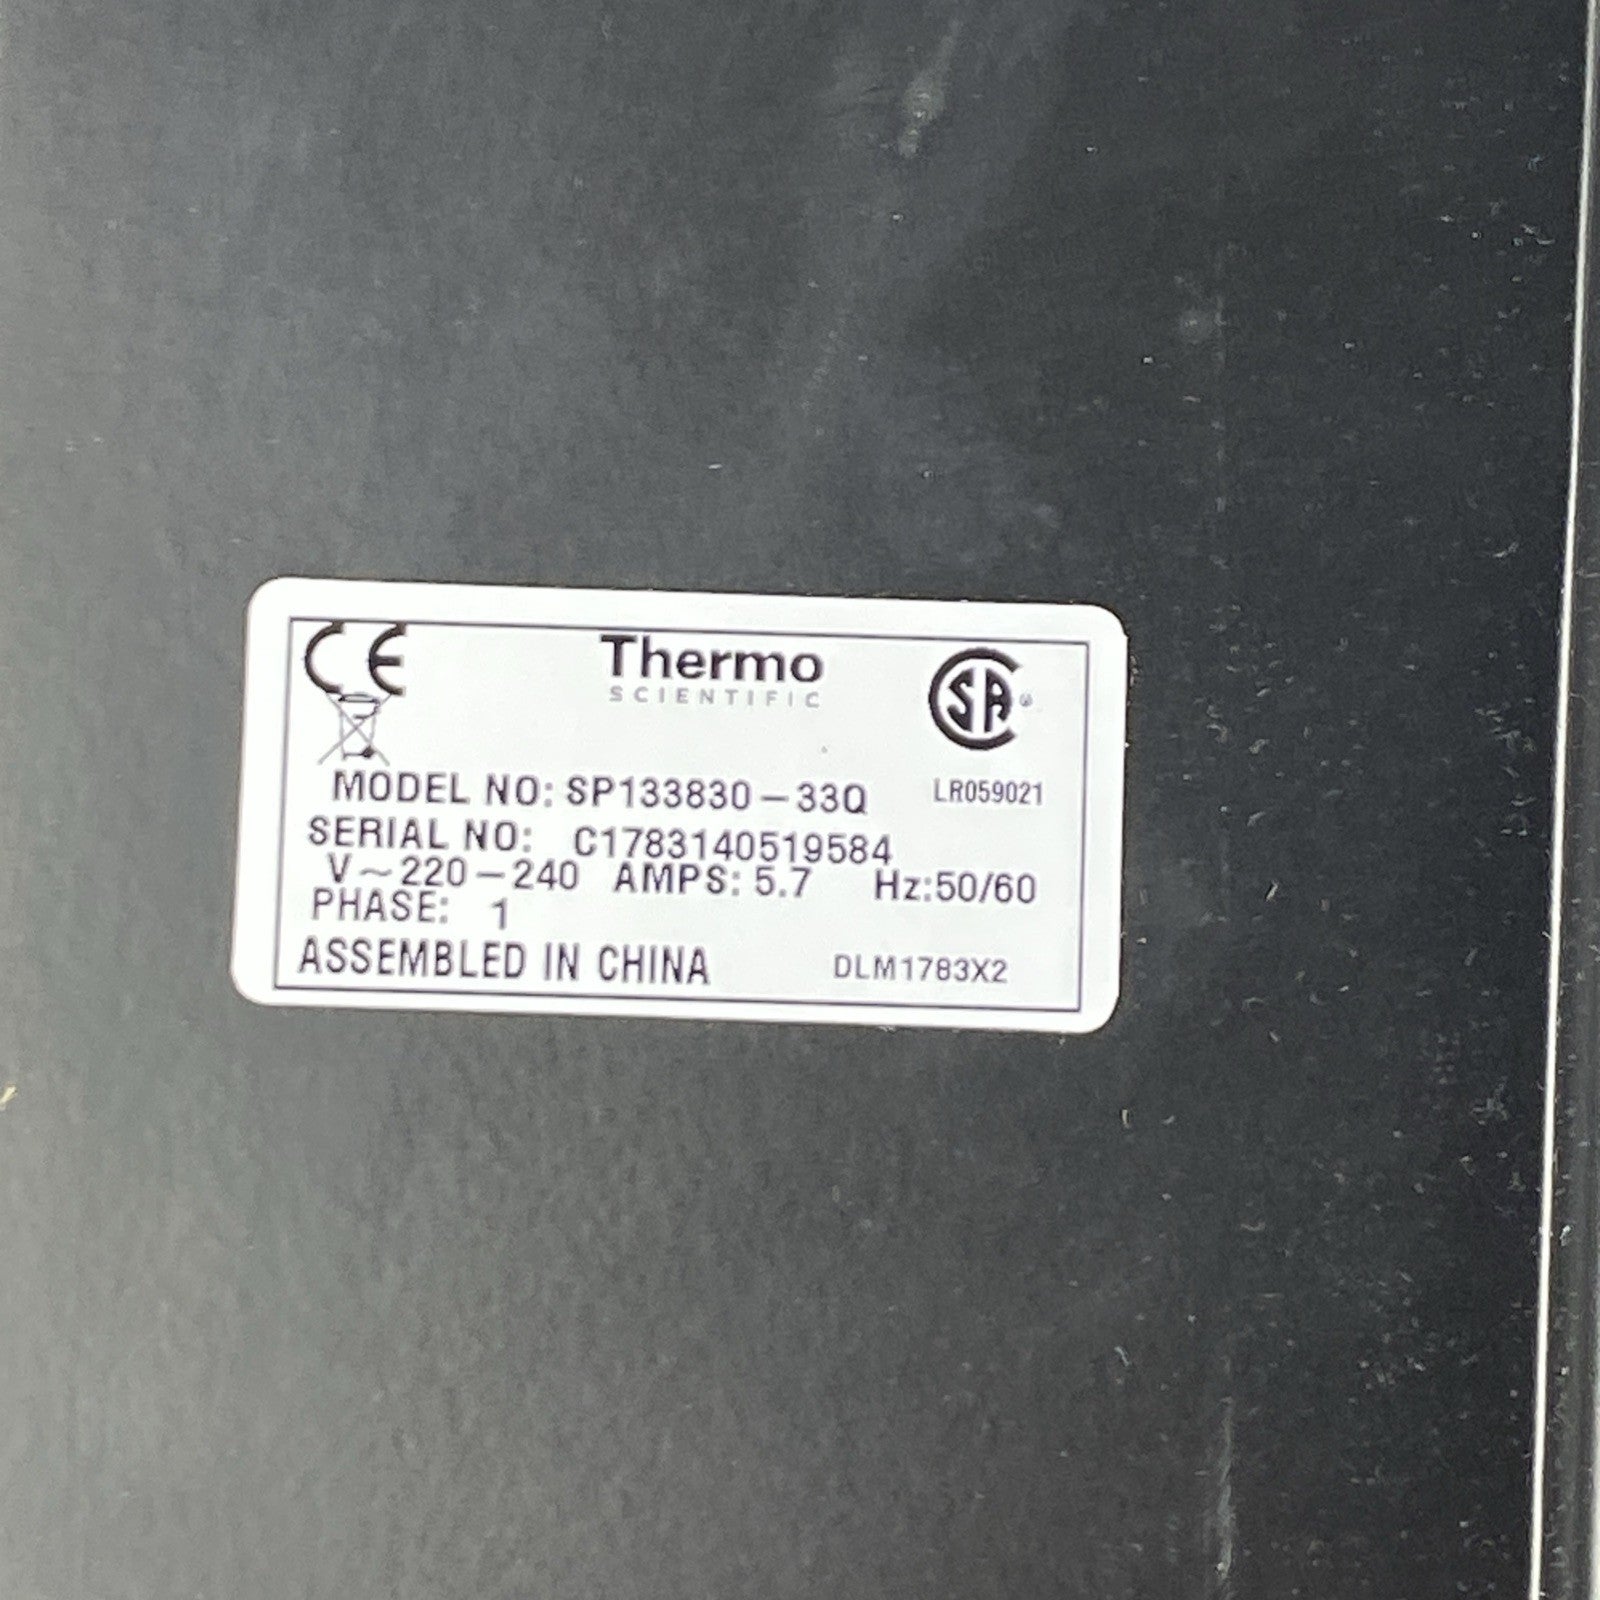 CE
Thermo
SCIENTIFIC
SA ®
MODEL NO: SP133830-33Q
LR059021
SERIAL NO: C1783140519584
V~220-240 AMPS: 5.7 Hz:50/60
PHASE: 1
ASSEMBLED IN CHINA
DLM1783X2